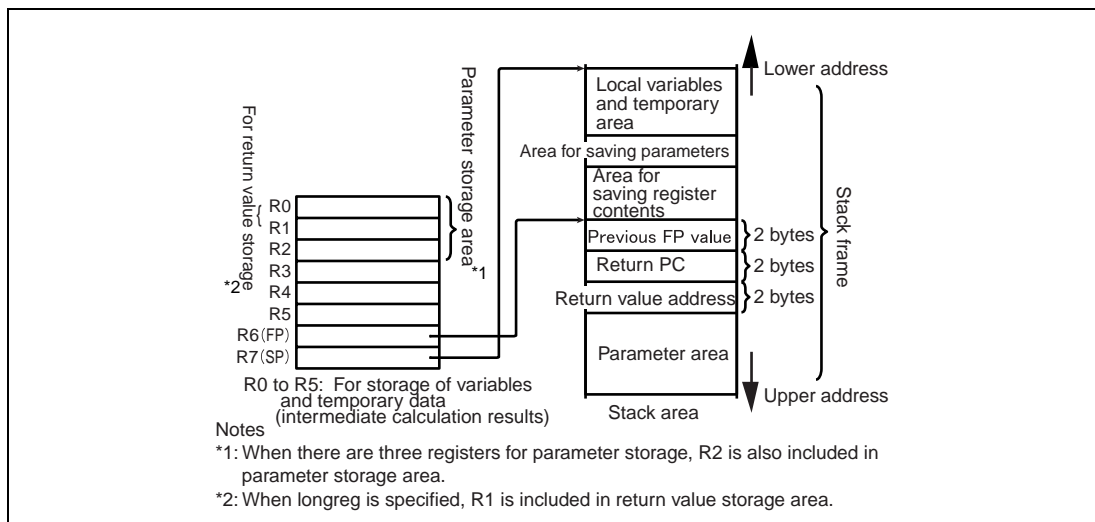 For return value storage
*2
R0
R1
R2
R3
R4
R5
R6(FP)
R7(SP)
Parameter storage area
*1
R0 to R5: For storage of variables
and temporary data
(intermediate calculation results)
Lower address
Local variables
and temporary
area
Area for saving parameters
Area for
saving register
contents
Previous FP value
2 bytes
Return PC
2 bytes
Return value address
2 bytes
Parameter area
Stack frame
Upper address
Stack area
Notes
*1: When there are three registers for parameter storage, R2 is also included in
parameter storage area.
*2: When longreg is specified, R1 is included in return value storage area.